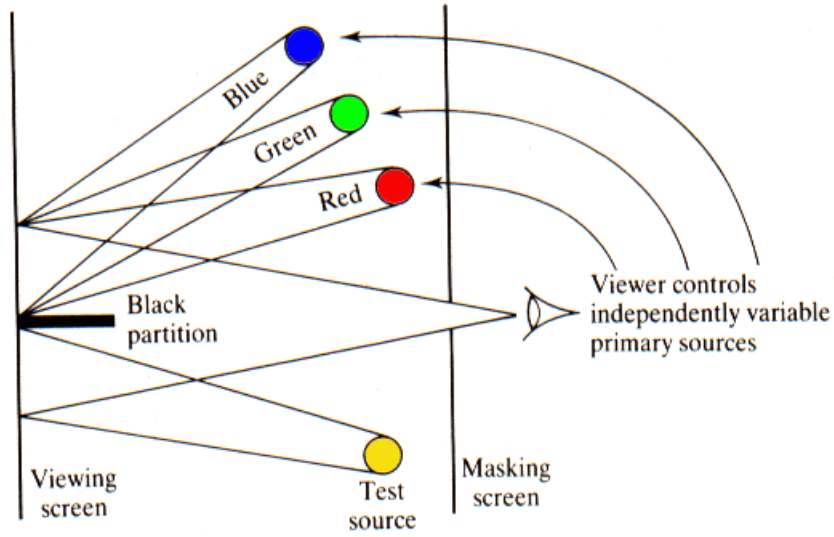 Blue
Green
Red
Black
partition
Viewer controls
independently variable
primary sources
Viewing
screen
Test
source
Masking
screen